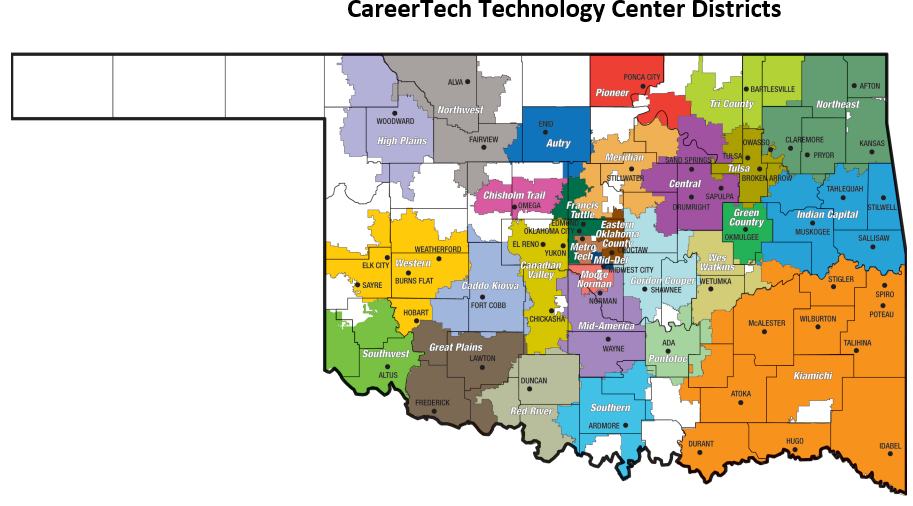 CareerTech Technology Center Districts
PONCA CITY
ALVA
Pioneer
BARTLESVILLE
AFTON
Tri County
Northeast
Northwest
WOODWARD
ENID
High Plains
FAIRVIEW
Autry
OWASSO
CLAREMORE
KANSAS
Meridian
TULSA
PRYOR
SAND SPRINGS
Tulsa
STILLWATER
BROKEN ARROW
Central
SAPULPA
TAHLEQUAH
Chisholm Trail
OMEGA
DRUMRIGHT
STILWELL
Francis
Tuttle
Green
Country
Indian Capital
Eastern
Oklahoma
County
OKLAHOMA CITY
MUSKOGEE
OKMULGEE
SALLISAW
EL RENO
YUKON
WEATHERFORD
Metro
Tech
CHOCTAW
Mid-Del
Wes
Watkins
ELK CITY
Western
Canadian
Valley
MIDWEST CITY
BURNS FLAT
Moore
Norman
Gordon Cooper
WETUMKA
STIGLER
SAYRE
Caddo Kiowa
SHAWNEE
SPIRO
NORMAN
FORT COBB
POTEAU
HOBART
CHICKASHA
Mid-America
McALESTER
WILBURTON
Great Plains
WAYNE
ADA
TALIHINA
Southwest
LAWTON
Pontotoc
ALTUS
DUNCAN
Kiamichi
FREDERICK
Red River
Southern
ATOKA
ARDMORE
DURANT
HUGO
IDABEL